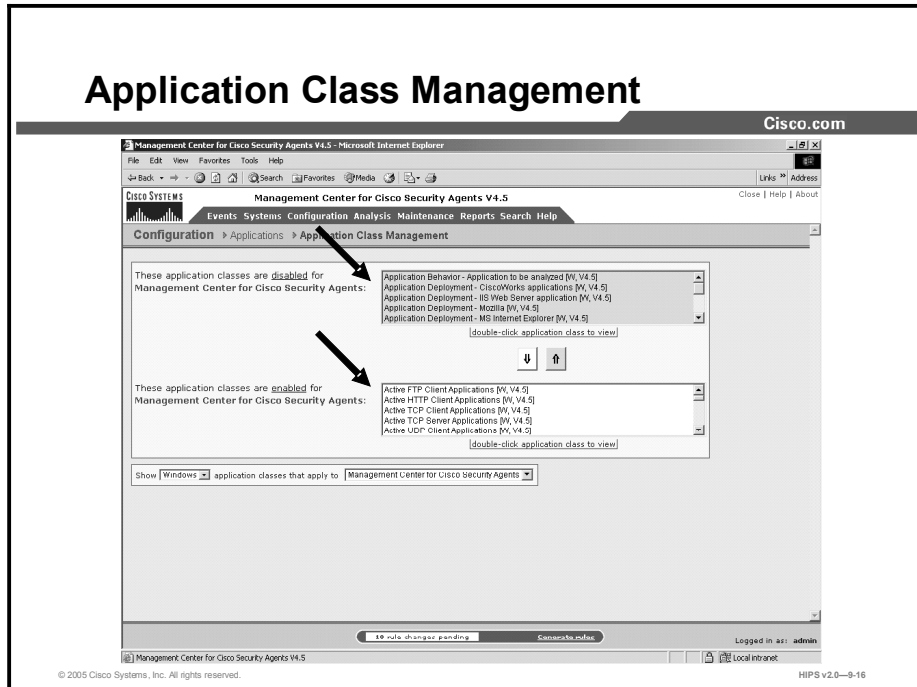 Application Class Management
Cisco.com
Management Center for Cisco Security Agents V4.5 - Microsoft Internet Explorer
File Edit View Favorites Tools Help
Back Search Favorites Media Links » Address
CISCO SYSTEMS
Management Center for Cisco Security Agents V4.5
Close | Help | About
Events Systems Configuration Analysis Maintenance Reports Search Help
Configuration > Applications > Application Class Management
These application classes are disabled for
Management Center for Cisco Security Agents:
Application Behavior - Application to be analyzed [W, V4.5]
Application Deployment - CiscoWorks applications [W, V4.5]
Application Deployment - IIS Web Server application [W, V4.5]
Application Deployment - Mozilla [W, V4.5]
Application Deployment - MS Internet Explorer [W, V4.5]
double-click application class to view
These application classes are enabled for
Management Center for Cisco Security Agents:
Active FTP Client Applications [W, V4.5]
Active HTTP Client Applications [W, V4.5]
Active TCP Client Applications [W, V4.5]
Active TCP Server Applications [W, V4.5]
Active UDP Client Applications [W, V4.5]
double-click application class to view
Show Windows application classes that apply to Management Center for Cisco Security Agents
10 rule changes pending Generate rules
Logged in as: admin
Management Center for Cisco Security Agents V4.5
Local intranet
© 2005 Cisco Systems, Inc. All rights reserved.
HIPS v2.0—9-16